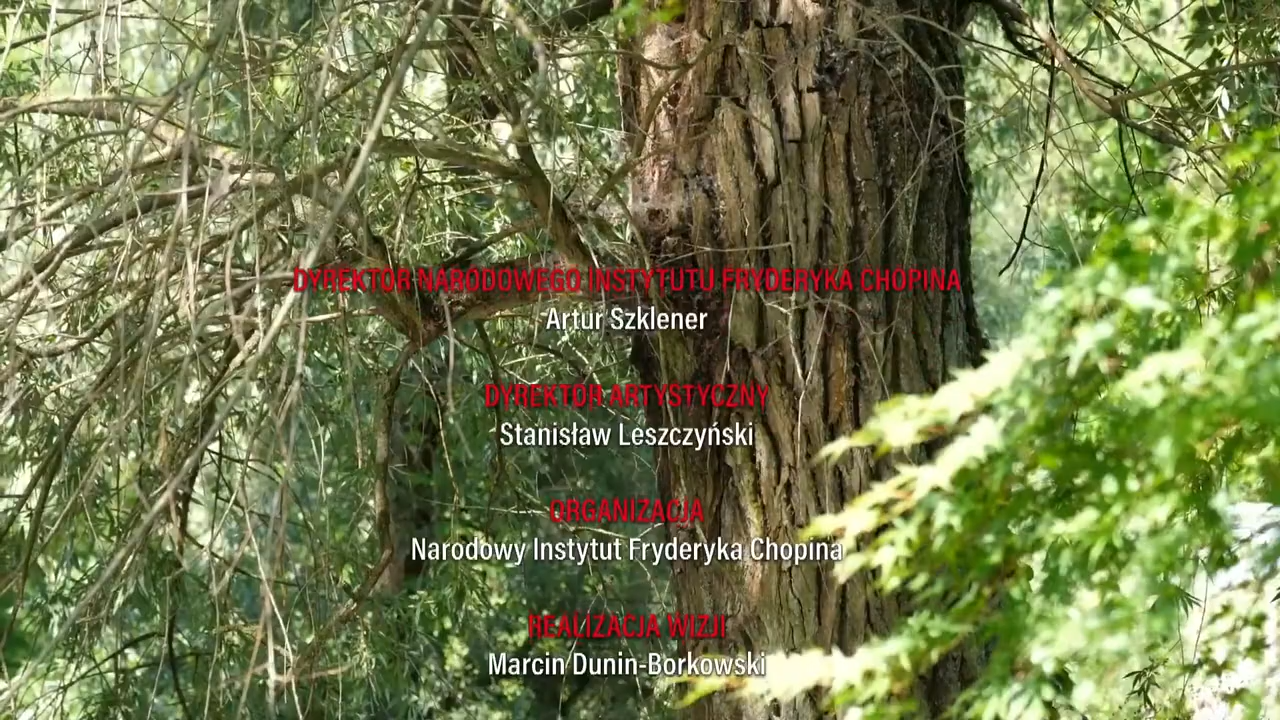 DYREKTOR NARODOWEGO INSTYTUTU FRYDERYKA CHOPINA
Artur Szklener
DYREKTOR ARTYSTYCZNY
Stanisław Leszczyński
ORGANIZACJA
Narodowy Instytut Fryderyka Chopina
REALIZACJA WIZJI
Marcin Dunin-Borkowski